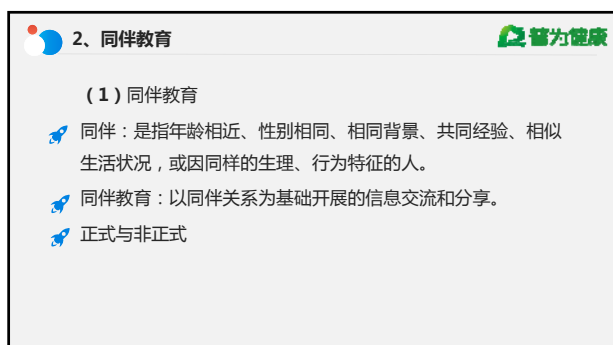 2、同伴教育
普为健康
（1）同伴教育
同伴：是指年龄相近、性别相同、相同背景、共同经验、相似
生活状况，或因同样的生理、行为特征的人。
同伴教育：以同伴关系为基础开展的信息交流和分享。
正式与非正式